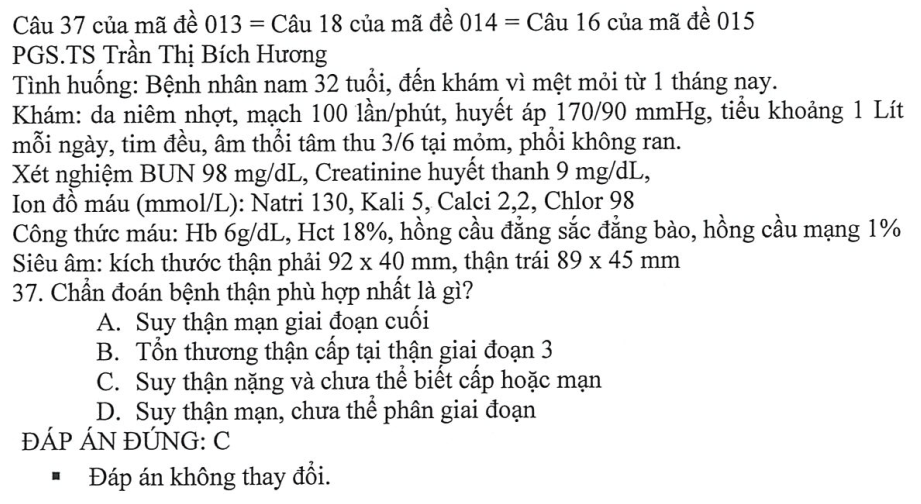 Câu 37 của mã đề 013 = Câu 18 của mã đề 014 = Câu 16 của mã đề 015
PGS.TS Trần Thị Bích Hương
Tình huống: Bệnh nhân nam 32 tuổi, đến khám vì mệt mỏi từ 1 tháng nay.
Khám: da niêm nhợt, mạch 100 lần/phút, huyết áp 170/90 mmHg, tiểu khoảng 1 Lít
mỗi ngày, tim đều, âm thổi tâm thu 3/6 tại mỏm, phổi không ran.
Xét nghiệm BUN 98 mg/dL, Creatinine huyết thanh 9 mg/dL,
Ion đồ máu (mmol/L): Natri 130, Kali 5, Calci 2,2, Chlor 98
Công thức máu: Hb 6g/dL, Hct 18%, hồng cầu đẳng sắc đẳng bào, hồng cầu mạng 1%
Siêu âm: kích thước thận phải 92 x 40 mm, thận trái 89 x 45 mm
37. Chẩn đoán bệnh thận phù hợp nhất là gì?
A. Suy thận mạn giai đoạn cuối
B. Tổn thương thận cấp tại thận giai đoạn 3
C. Suy thận nặng và chưa thể biết cấp hoặc mạn
D. Suy thận mạn, chưa thể phân giai đoạn
ĐÁP ÁN ĐÚNG: C
▪ Đáp án không thay đổi.